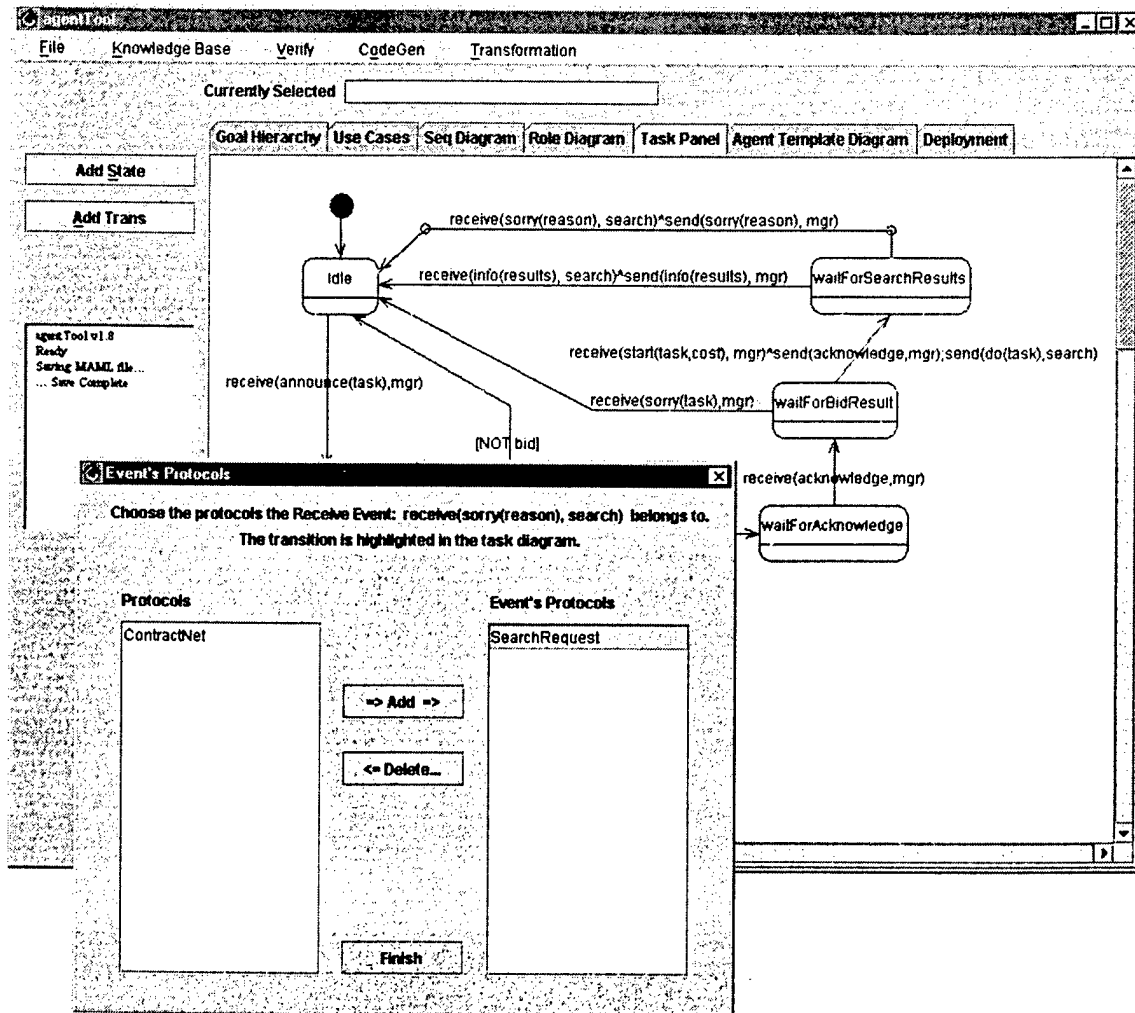 agentTool
File Knowledge Base Verify CodeGen Transformation
Currently Selected
Goal Hierarchy Use Cases Seq Diagram Role Diagram Task Panel Agent Template Diagram Deployment
Add State
Add Trans
agentTool v1.8
Ready
Saving MAML file...
... Save Complete
receive(sorry(reason), search)^send(sorry(reason), mgr)
Idle
receive(info(results), search)^send(info(results), mgr)
waitForSearchResults
receive(start(task,cost), mgr)^send(acknowledge,mgr);send(do(task),search)
receive(announce(task),mgr)
receive(sorry(task),mgr)
waitForBidResult
[NOT bid]
receive(acknowledge,mgr)
waitForAcknowledge
Event's Protocols
Choose the protocols the Receive Event: receive(sorry(reason), search) belongs to.
The transition is highlighted in the task diagram.
Protocols
Event's Protocols
ContractNet
SearchRequest
=> Add =>
<= Delete...
Finish